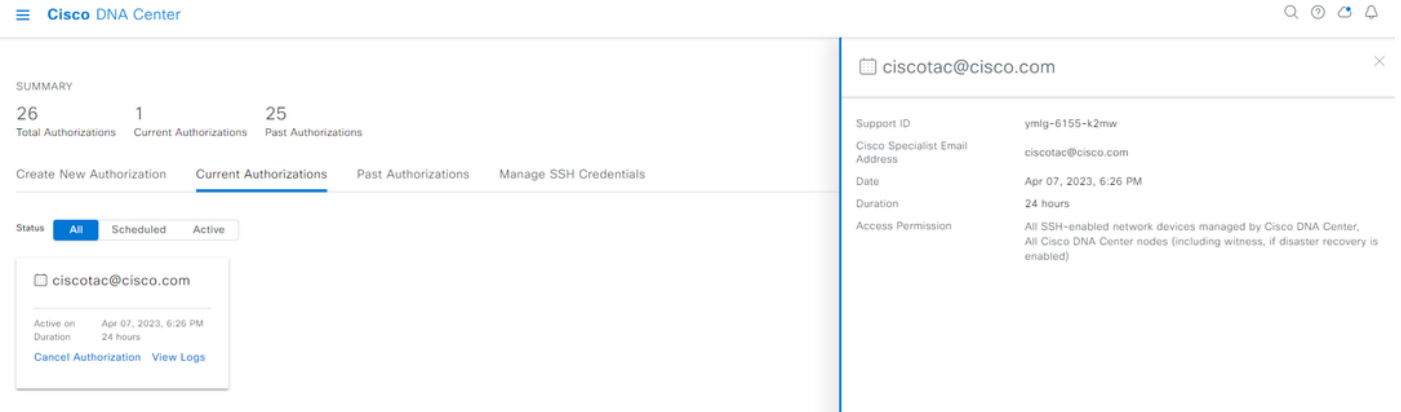 Cisco DNA Center
SUMMARY
26 1 25
Total Authorizations Current Authorizations Past Authorizations
Create New Authorization Current Authorizations Past Authorizations Manage SSH Credentials
Status All Scheduled Active
ciscotac@cisco.com
Active on Apr 07, 2023, 6:26 PM
Duration 24 hours
Cancel Authorization View Logs
ciscotac@cisco.com
Support ID ymlg-6155-k2mw
Cisco Specialist Email
Address
ciscotac@cisco.com
Date Apr 07, 2023, 6:26 PM
Duration 24 hours
Access Permission All SSH-enabled network devices managed by Cisco DNA Center,
All Cisco DNA Center nodes (including witness, if disaster recovery is
enabled)